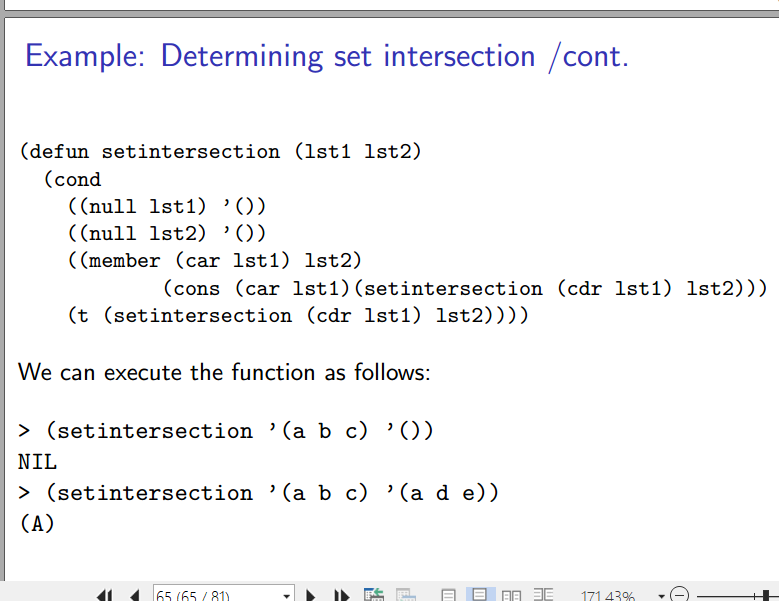 Example: Determining set intersection /cont.
(defun setintersection (lst1 lst2)
(cond
((null lst1) ’())
((null lst2) ’())
((member (car lst1) lst2)
(cons (car lst1)(setintersection (cdr lst1) lst2)))
(t (setintersection (cdr lst1) lst2))))
We can execute the function as follows:
> (setintersection ’(a b c) ’())
NIL
> (setintersection ’(a b c) ’(a d e))
(A)
65 (65 / 81) 171.43%